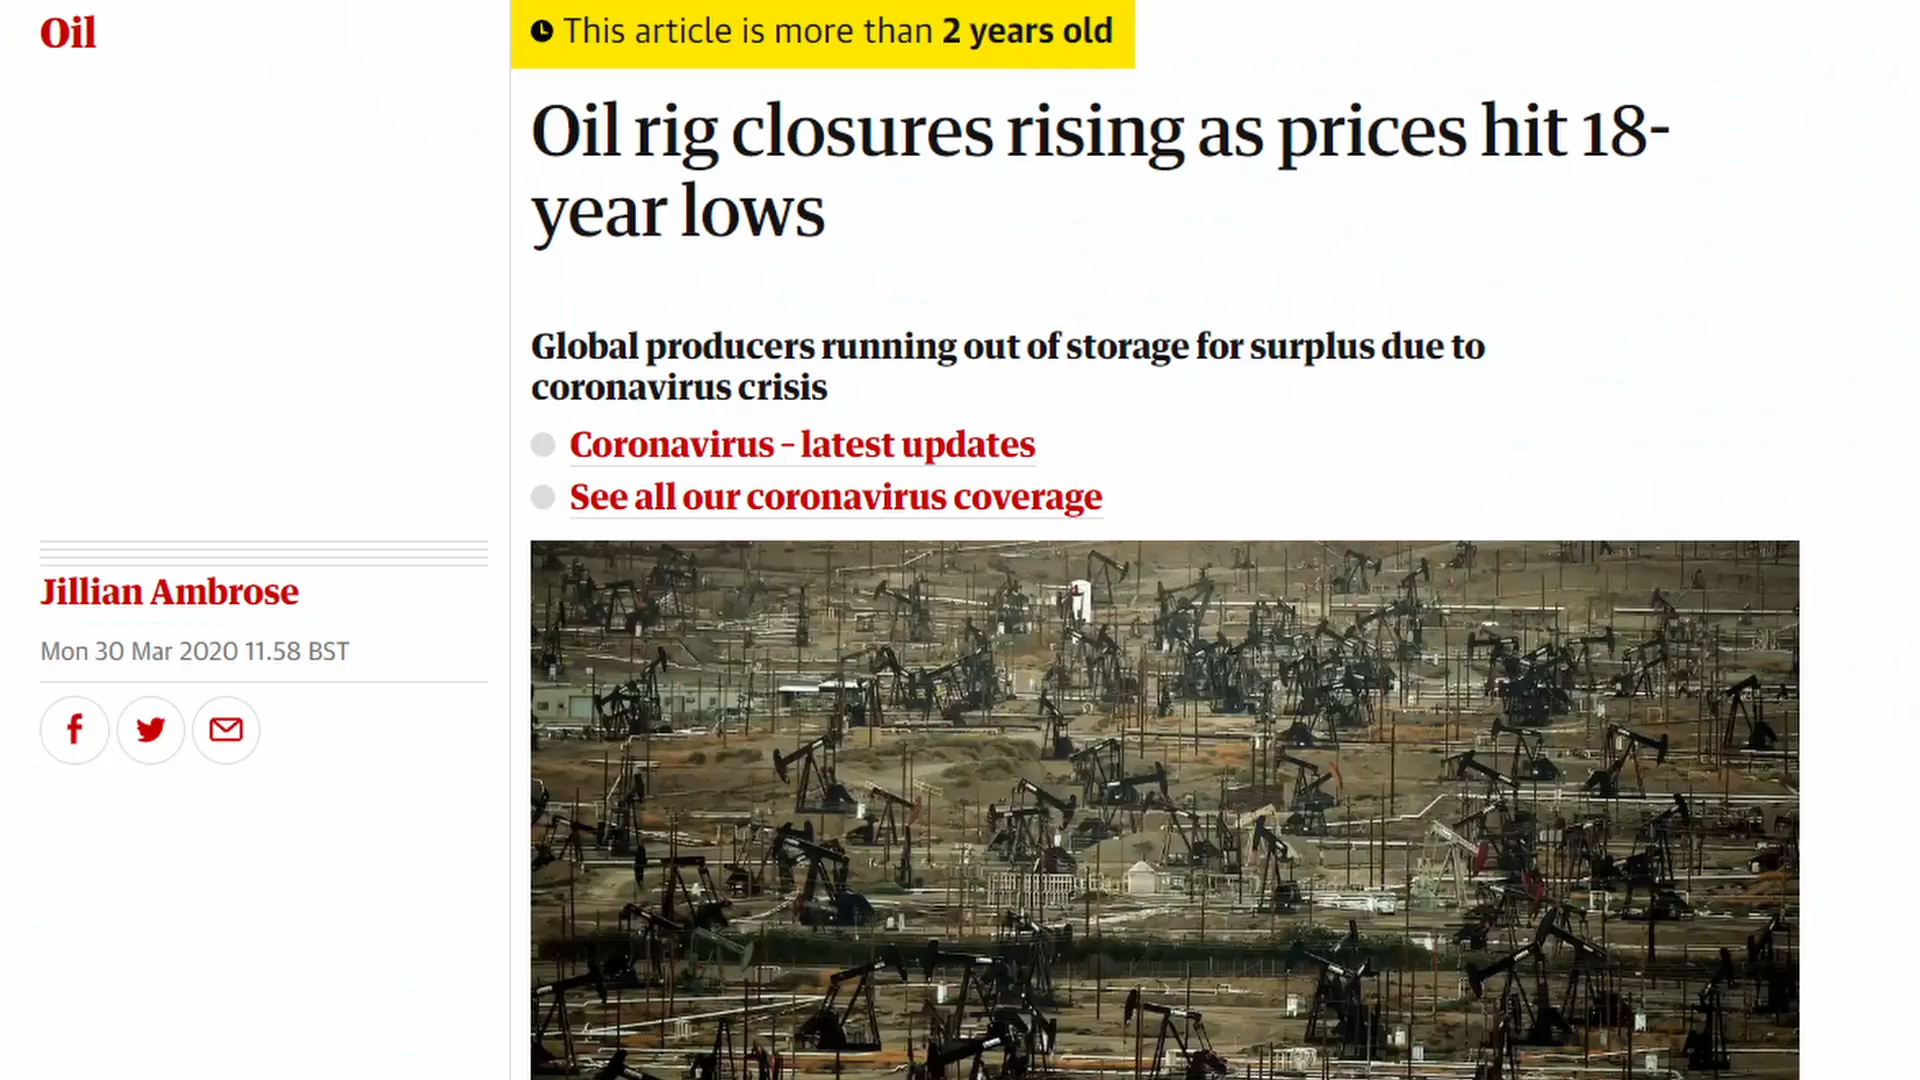 Oil
This article is more than 2 years old
Oil rig closures rising as prices hit 18-
year lows
Global producers running out of storage for surplus due to
coronavirus crisis
Coronavirus – latest updates
See all our coronavirus coverage
Jillian Ambrose
Mon 30 Mar 2020 11.58 BST